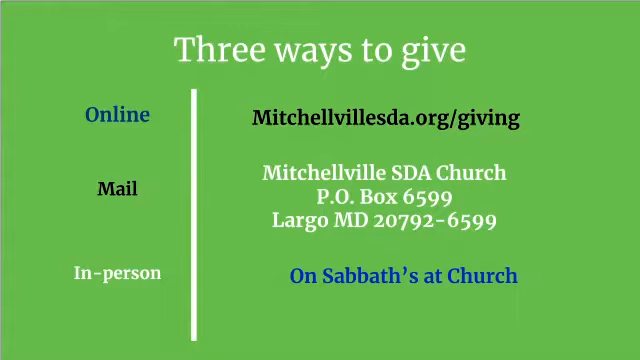 Three ways to give
Online
Mitchellvillesda.org/giving
Mail
Mitchellville SDA Church
P.O. Box 6599
Largo MD 20792-6599
In-person
On Sabbath's at Church